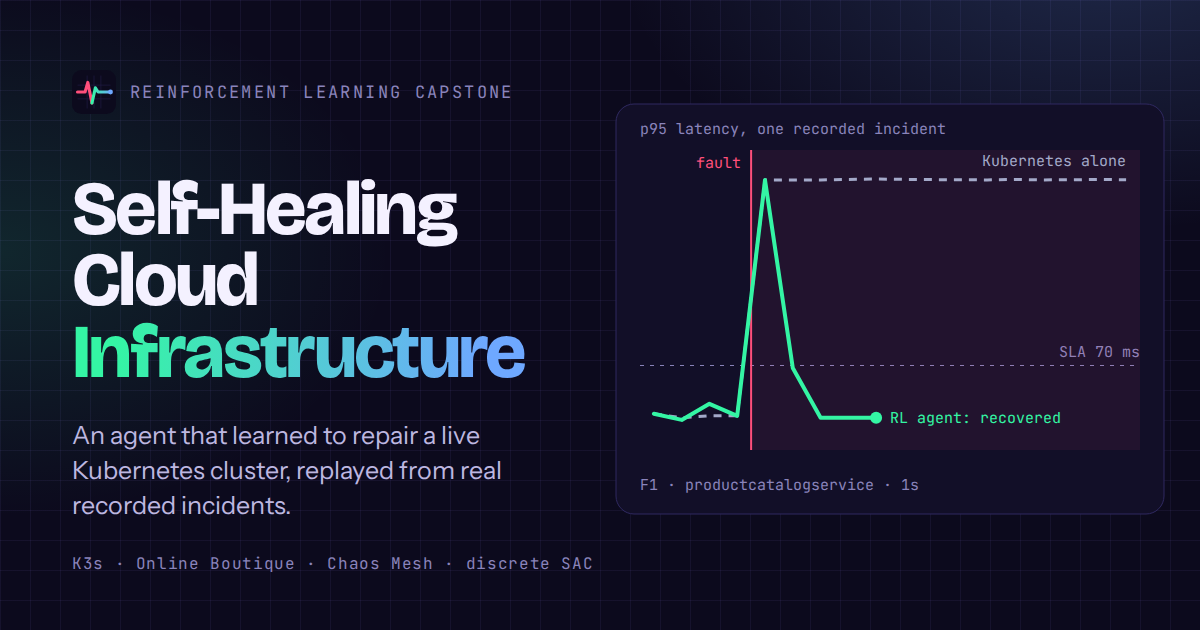 REINFORCEMENT LEARNING CAPSTONE
Self-Healing
Cloud
Infrastructure
An agent that learned to repair a live
Kubernetes cluster, replayed from real
recorded incidents.
K3s · Online Boutique · Chaos Mesh · discrete SAC
p95 latency, one recorded incident
fault
Kubernetes alone
SLA 70 ms
RL agent: recovered
F1 · productcatalogservice · 1s